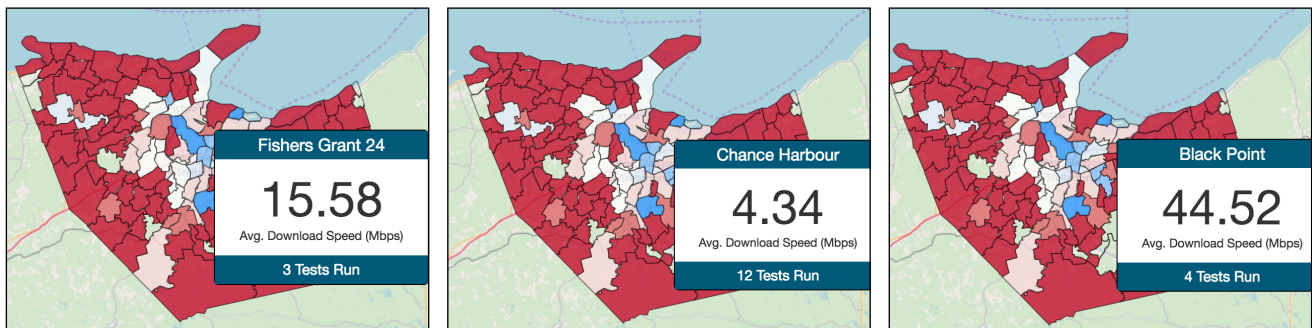 Fishers Grant 24
15.58
Avg. Download Speed (Mbps)
3 Tests Run
Chance Harbour
4.34
Avg. Download Speed (Mbps)
12 Tests Run
Black Point
44.52
Avg. Download Speed (Mbps)
4 Tests Run